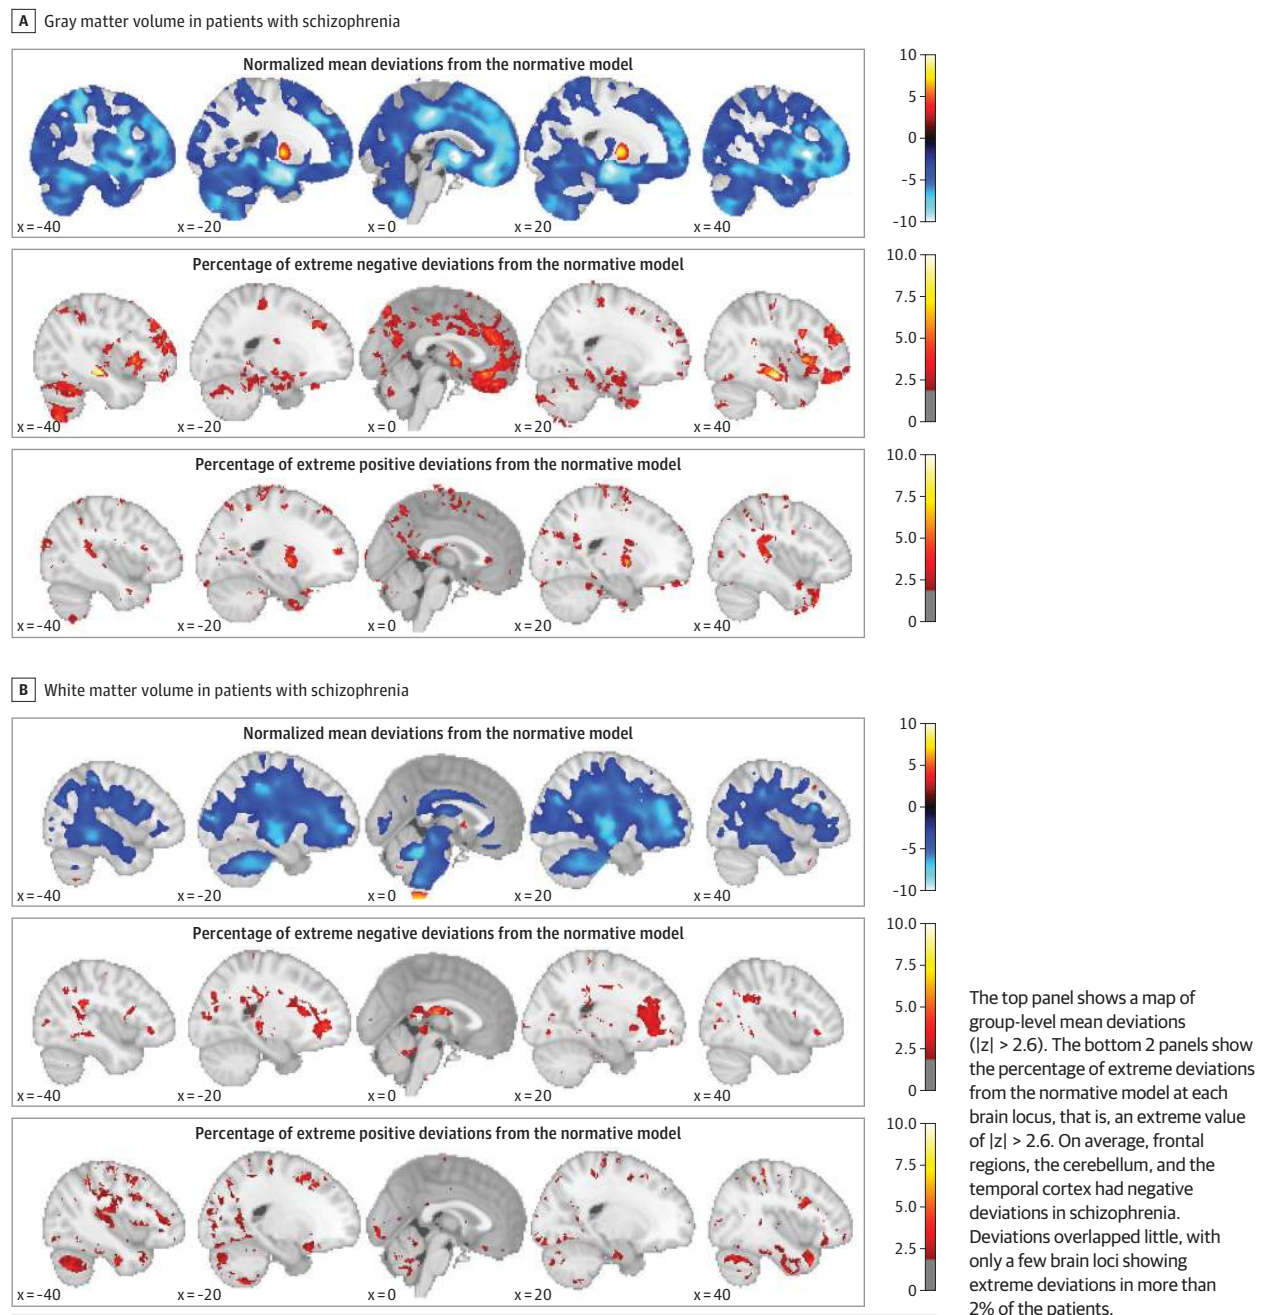 A Gray matter volume in patients with schizophrenia
Normalized mean deviations from the normative model
x=-40 x=-20 x=0 x=20 x=40
10
5
0
-5
-10
Percentage of extreme negative deviations from the normative model
x=-40 x=-20 x=0 x=20 x=40
10.0
7.5
5.0
2.5
0
Percentage of extreme positive deviations from the normative model
x=-40 x=-20 x=0 x=20 x=40
10.0
7.5
5.0
2.5
0
B White matter volume in patients with schizophrenia
Normalized mean deviations from the normative model
x=-40 x=-20 x=0 x=20 x=40
10
5
0
-5
-10
Percentage of extreme negative deviations from the normative model
x=-40 x=-20 x=0 x=20 x=40
10.0
7.5
5.0
2.5
0
Percentage of extreme positive deviations from the normative model
x=-40 x=-20 x=0 x=20 x=40
10.0
7.5
5.0
2.5
0
The top panel shows a map of
group-level mean deviations
(|z| > 2.6). The bottom 2 panels show
the percentage of extreme deviations
from the normative model at each
brain locus, that is, an extreme value
of |z| > 2.6. On average, frontal
regions, the cerebellum, and the
temporal cortex had negative
deviations in schizophrenia.
Deviations overlapped little, with
only a few brain loci showing
extreme deviations in more than
2% of the patients.